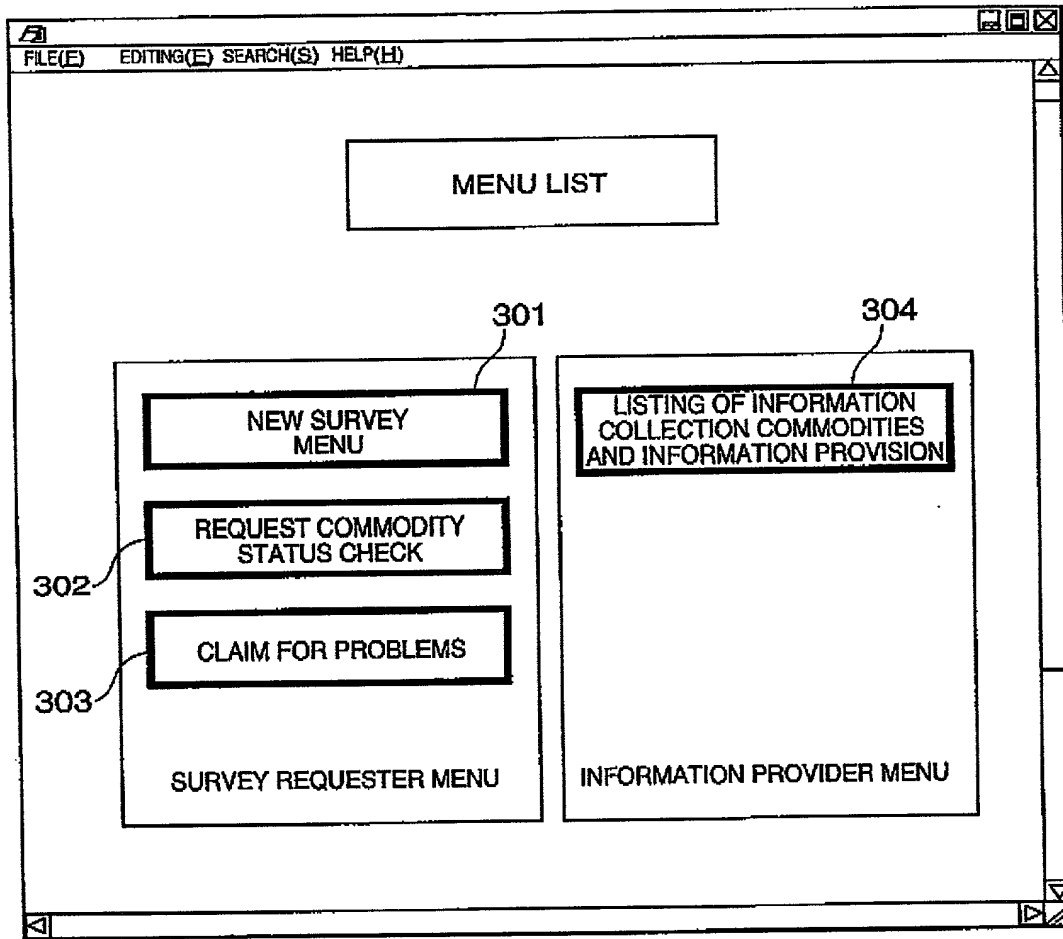 FILE(F) EDITING(E) SEARCH(S) HELP(H)
MENU LIST
301
304
NEW SURVEY
MENU
LISTING OF INFORMATION
COLLECTION COMMODITIES
AND INFORMATION PROVISION
REQUEST COMMODITY
STATUS CHECK
302
CLAIM FOR PROBLEMS
303
SURVEY REQUESTER MENU
INFORMATION PROVIDER MENU